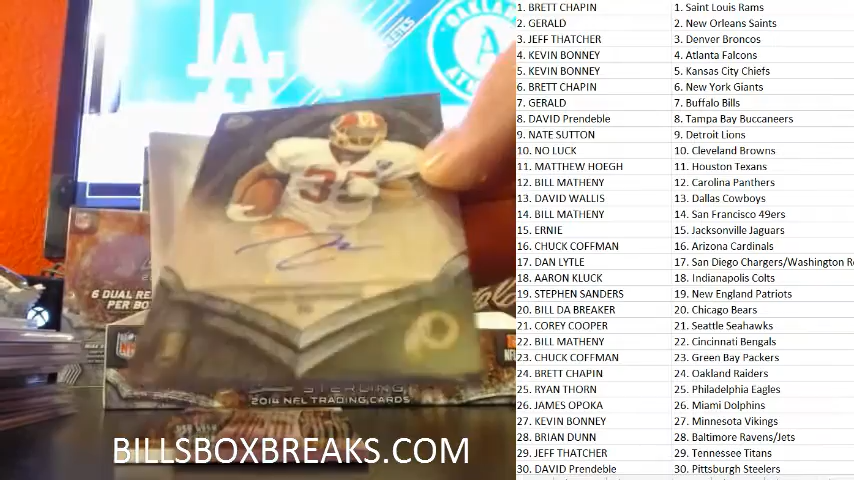 1. BRETT CHAPIN 1. Saint Louis Rams
2. GERALD 2. New Orleans Saints
3. JEFF THATCHER 3. Denver Broncos
4. KEVIN BONNEY 4. Atlanta Falcons
5. KEVIN BONNEY 5. Kansas City Chiefs
6. BRETT CHAPIN 6. New York Giants
7. GERALD 7. Buffalo Bills
8. DAVID Prendeble 8. Tampa Bay Buccaneers
9. NATE SUTTON 9. Detroit Lions
10. NO LUCK 10. Cleveland Browns
11. MATTHEW HOEGH 11. Houston Texans
12. BILL MATHENY 12. Carolina Panthers
13. DAVID WALLIS 13. Dallas Cowboys
14. BILL MATHENY 14. San Francisco 49ers
15. ERNIE 15. Jacksonville Jaguars
16. CHUCK COFFMAN 16. Arizona Cardinals
17. DAN LYTLE 17. San Diego Chargers/Washington R
18. AARON KLUCK 18. Indianapolis Colts
19. STEPHEN SANDERS 19. New England Patriots
20. BILL DA BREAKER 20. Chicago Bears
21. COREY COOPER 21. Seattle Seahawks
22. BILL MATHENY 22. Cincinnati Bengals
23. CHUCK COFFMAN 23. Green Bay Packers
24. BRETT CHAPIN 24. Oakland Raiders
25. RYAN THORN 25. Philadelphia Eagles
26. JAMES OPOKA 26. Miami Dolphins
27. KEVIN BONNEY 27. Minnesota Vikings
28. BRIAN DUNN 28. Baltimore Ravens/Jets
29. JEFF THATCHER 29. Tennessee Titans
30. DAVID Prendeble 30. Pittsburgh Steelers
LA
A
35
R
6 DUAL RE
PER BO
NFL
STERLING
2014 NFL TRADING CARDS
BILLSBOXBREAKS.COM